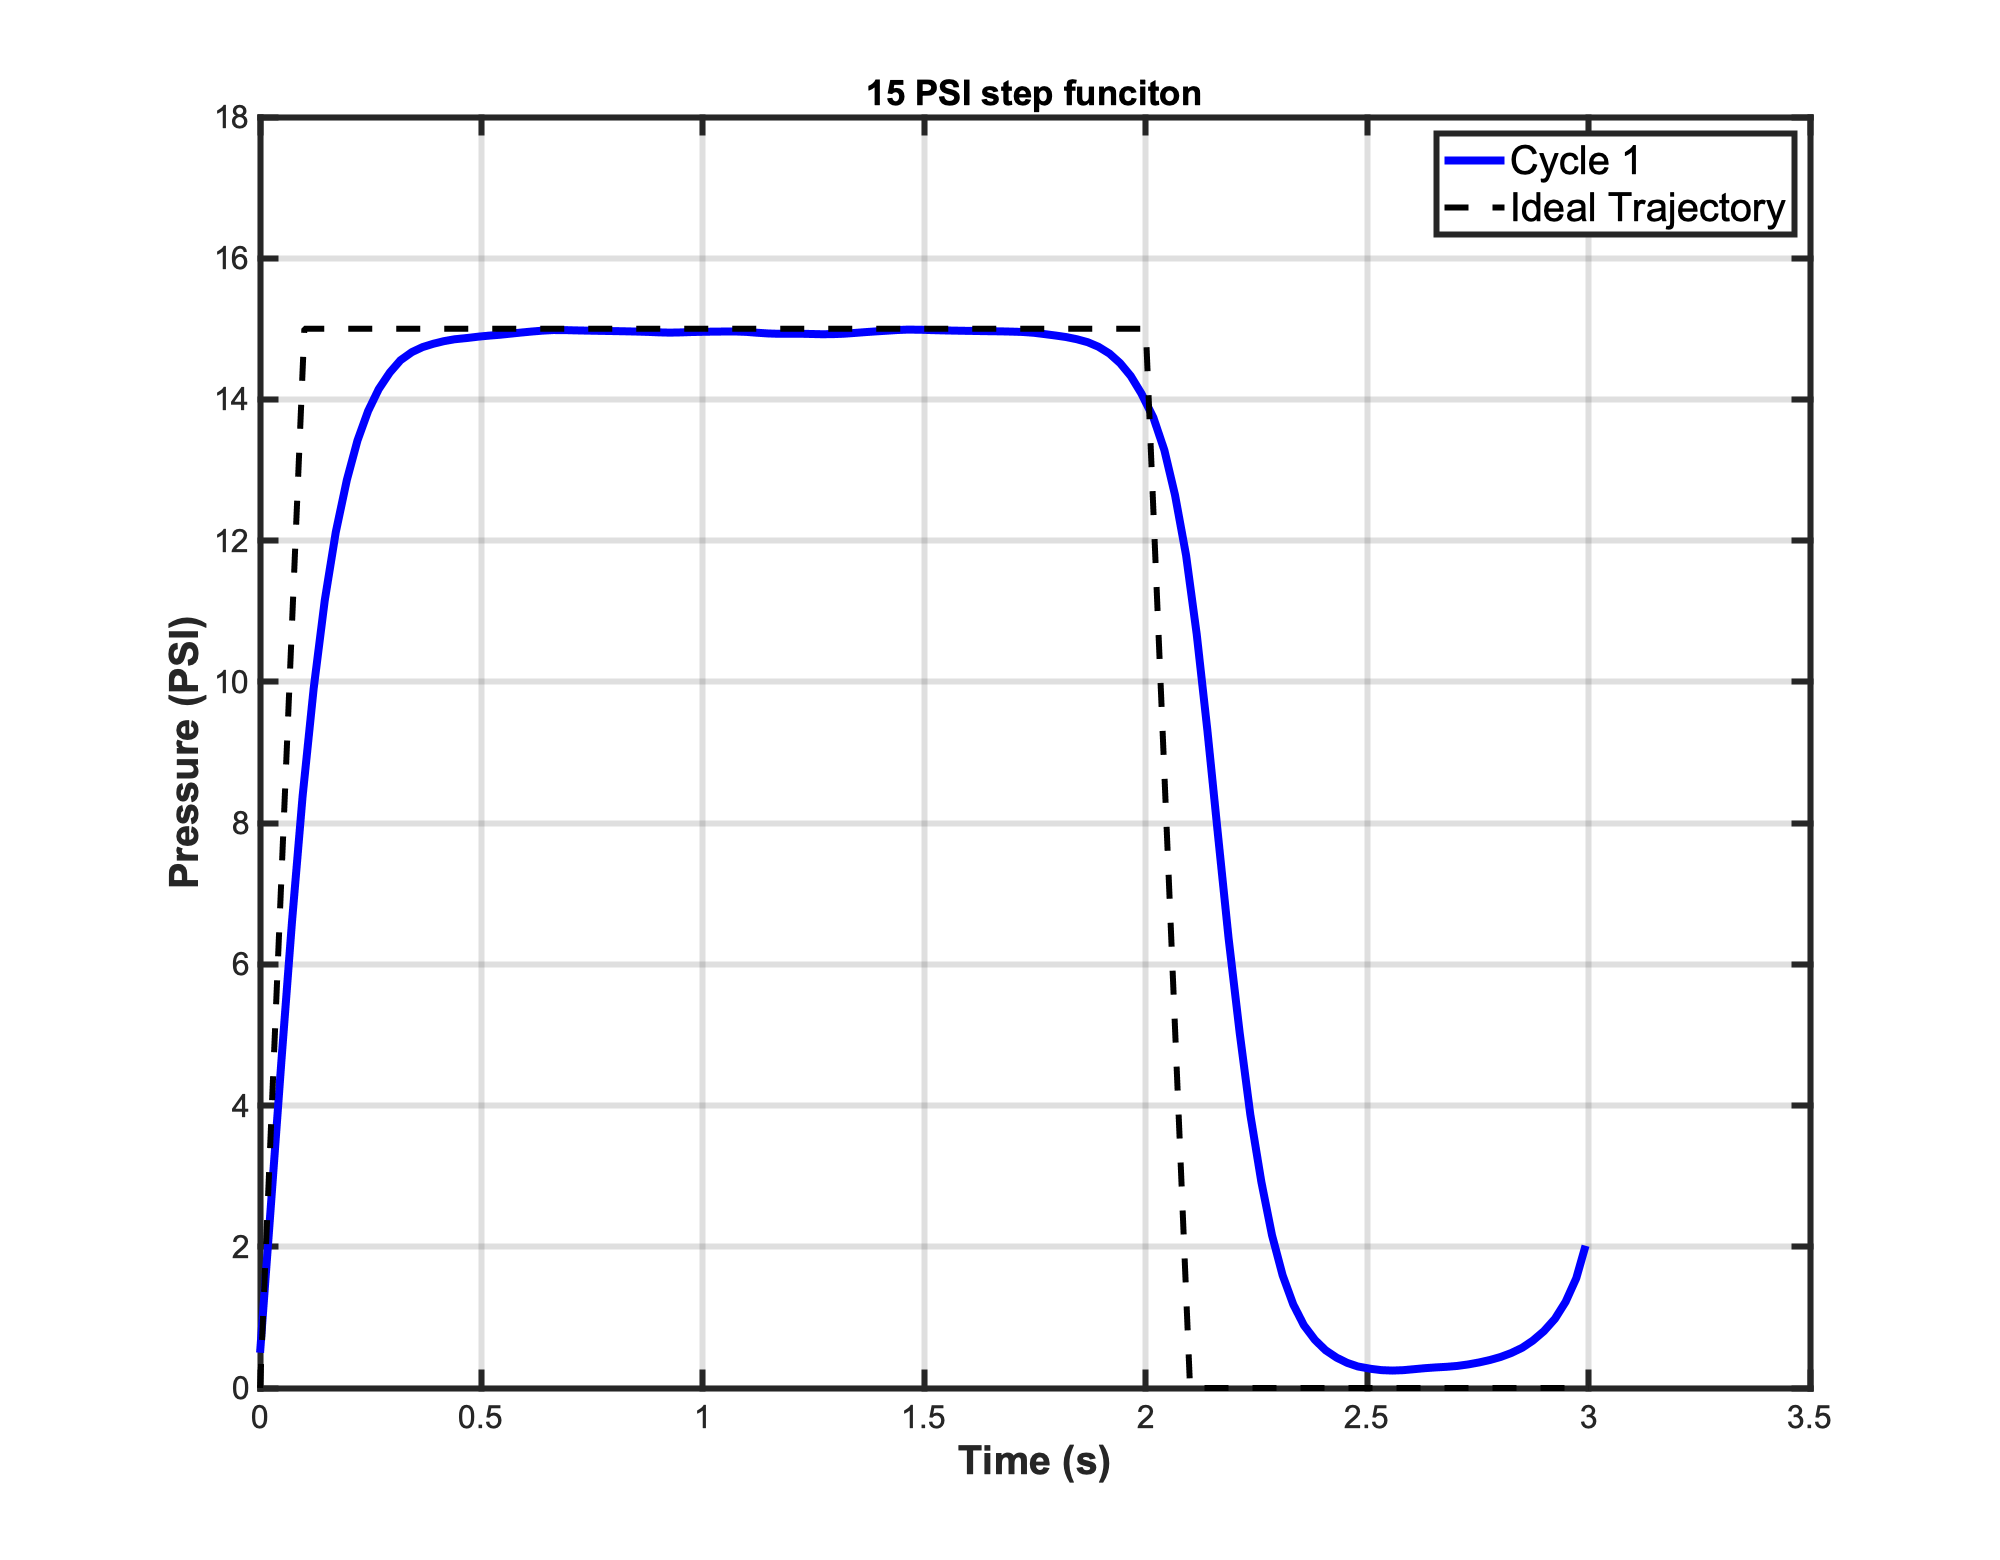 15 PSI step funciton
Cycle 1
Ideal Trajectory
18
16
14
12
10
8
6
4
2
0
Pressure (PSI)
0 0.5 1 1.5 2 2.5 3 3.5
Time (s)